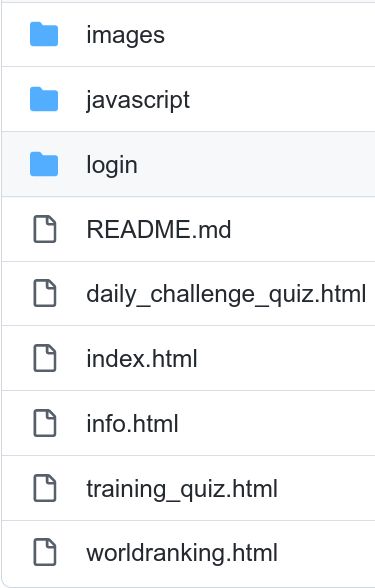 images
javascript
login
README.md
daily_challenge_quiz.html
index.html
info.html
training_quiz.html
worldranking.html